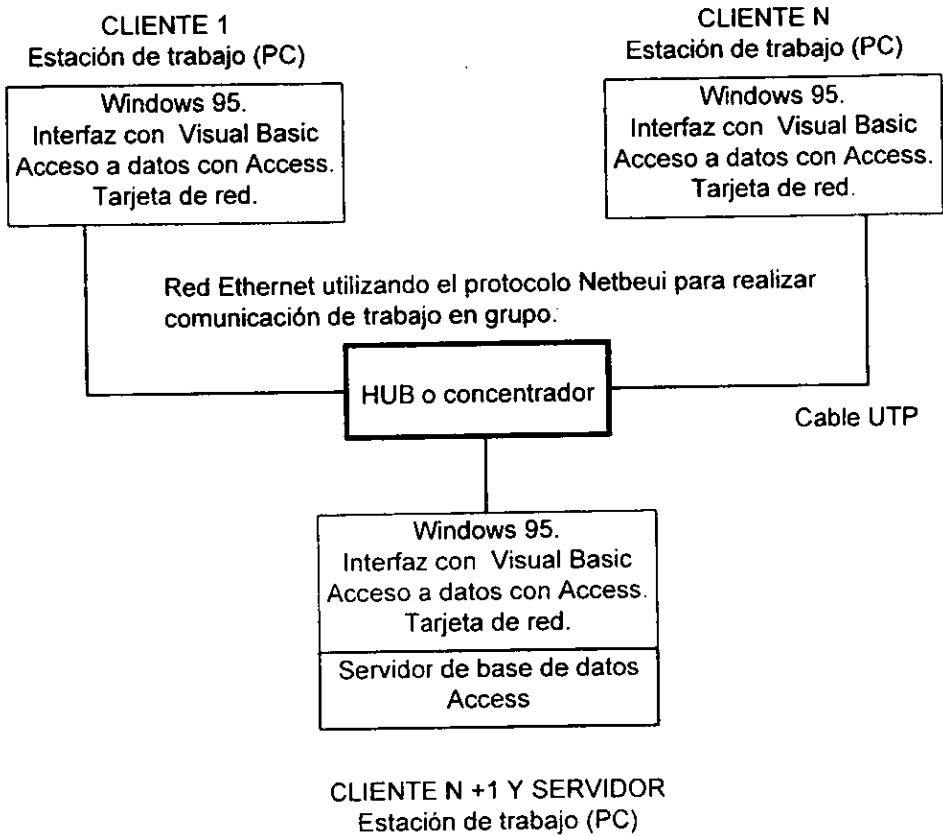 CLIENTE 1
Estación de trabajo (PC)
Windows 95.
Interfaz con Visual Basic
Acceso a datos con Access.
Tarjeta de red.
CLIENTE N
Estación de trabajo (PC)
Windows 95.
Interfaz con Visual Basic
Acceso a datos con Access.
Tarjeta de red.
Red Ethernet utilizando el protocolo Netbeui para realizar
comunicación de trabajo en grupo.
HUB o concentrador
Cable UTP
Windows 95.
Interfaz con Visual Basic
Acceso a datos con Access.
Tarjeta de red.
Servidor de base de datos
Access
CLIENTE N +1 Y SERVIDOR
Estación de trabajo (PC)